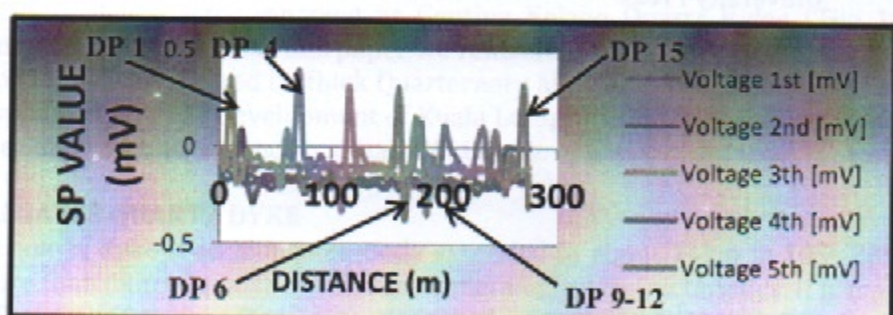 DP 1
DP 4
0.5
DP 15
SP VALUE
(mV)
0
0 100 200 300
-0.5
DP 6
DISTANCE (m)
DP 9-12
Voltage 1st [mV]
Voltage 2nd [mV]
Voltage 3th [mV]
Voltage 4th [mV]
Voltage 5th [mV]